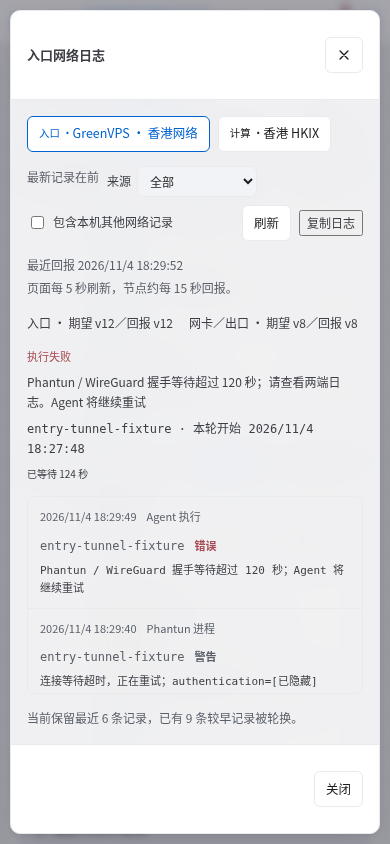 入口网络日志
入口 · GreenVPS · 香港网络
计算 · 香港 HKIX
最新记录在前 来源 全部
包含本机其他网络记录 刷新 复制日志
最近回报 2026/11/4 18:29:52
页面每 5 秒刷新，节点约每 15 秒回报。
入口 · 期望 v12／回报 v12 网卡／出口 · 期望 v8／回报 v8
执行失败
Phantun / WireGuard 握手等待超过 120 秒；请查看两端日
志。Agent 将继续重试
entry-tunnel-fixture · 本轮开始 2026/11/4
18:27:48
已等待 124 秒
2026/11/4 18:29:49 Agent 执行
entry-tunnel-fixture 错误
Phantun / WireGuard 握手等待超过 120 秒；Agent 将
继续重试
2026/11/4 18:29:40 Phantun 进程
entry-tunnel-fixture 警告
连接等待超时，正在重试；authentication=[已隐藏]
当前保留最近 6 条记录，已有 9 条较早记录被轮换。
关闭